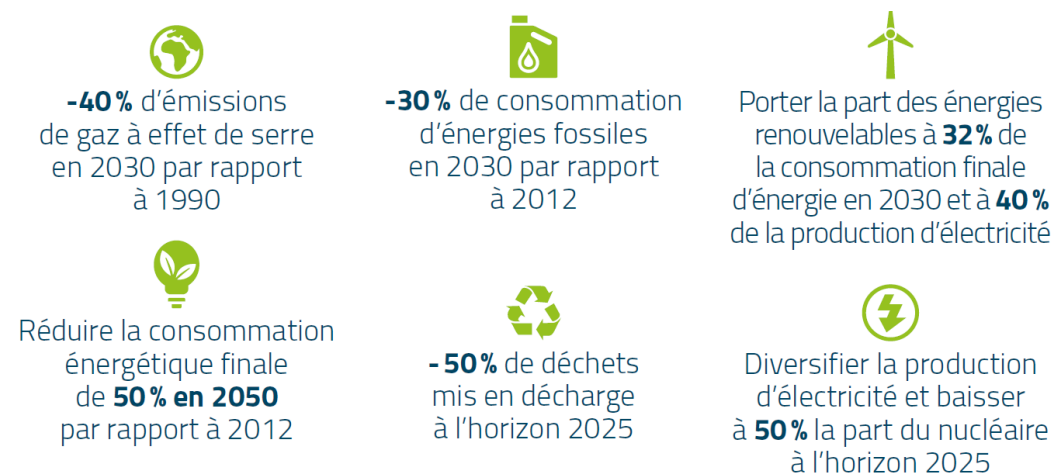 -40 % d'émissions
de gaz à effet de serre
en 2030 par rapport
à 1990
-30 % de consommation
d'énergies fossiles
en 2030 par rapport
à 2012
Porter la part des énergies
renouvelables à 32% de
la consommation finale
d'énergie en 2030 et à 40 %
de la production d'électricité
Réduire la consommation
énergétique finale
de 50 % en 2050
par rapport à 2012
- 50 % de déchets
mis en décharge
à l'horizon 2025
Diversifier la production
d'électricité et baisser
à 50 % la part du nucléaire
à l'horizon 2025